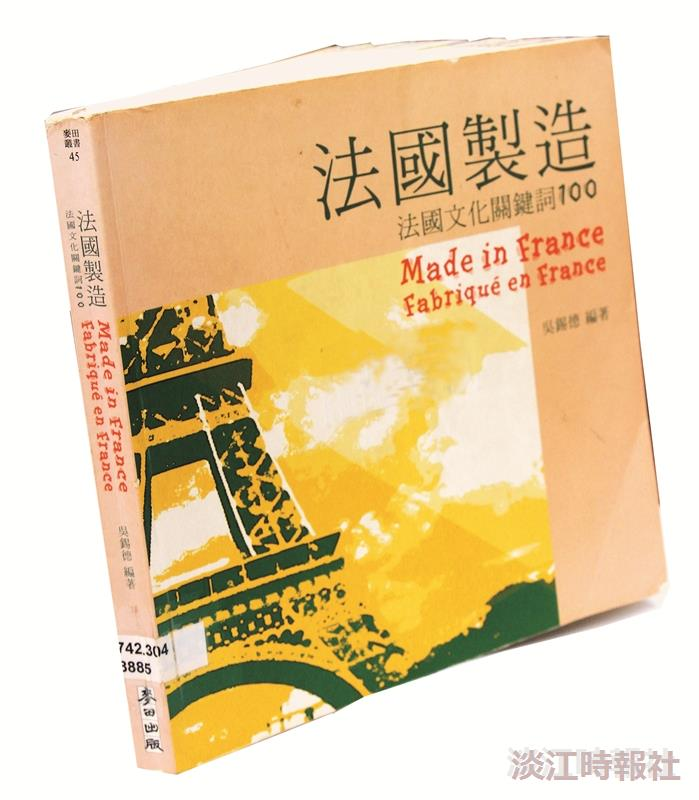 法國製造
法國文化關鍵詞100
Made in France
Fabriqué en France
吳錫德 編著
麥田叢書
45
法國製造
法國文化關鍵詞100
Made in France
Fabriqué en France
吳錫德 編著
742.304
8885
麥田出版
淡江時報社